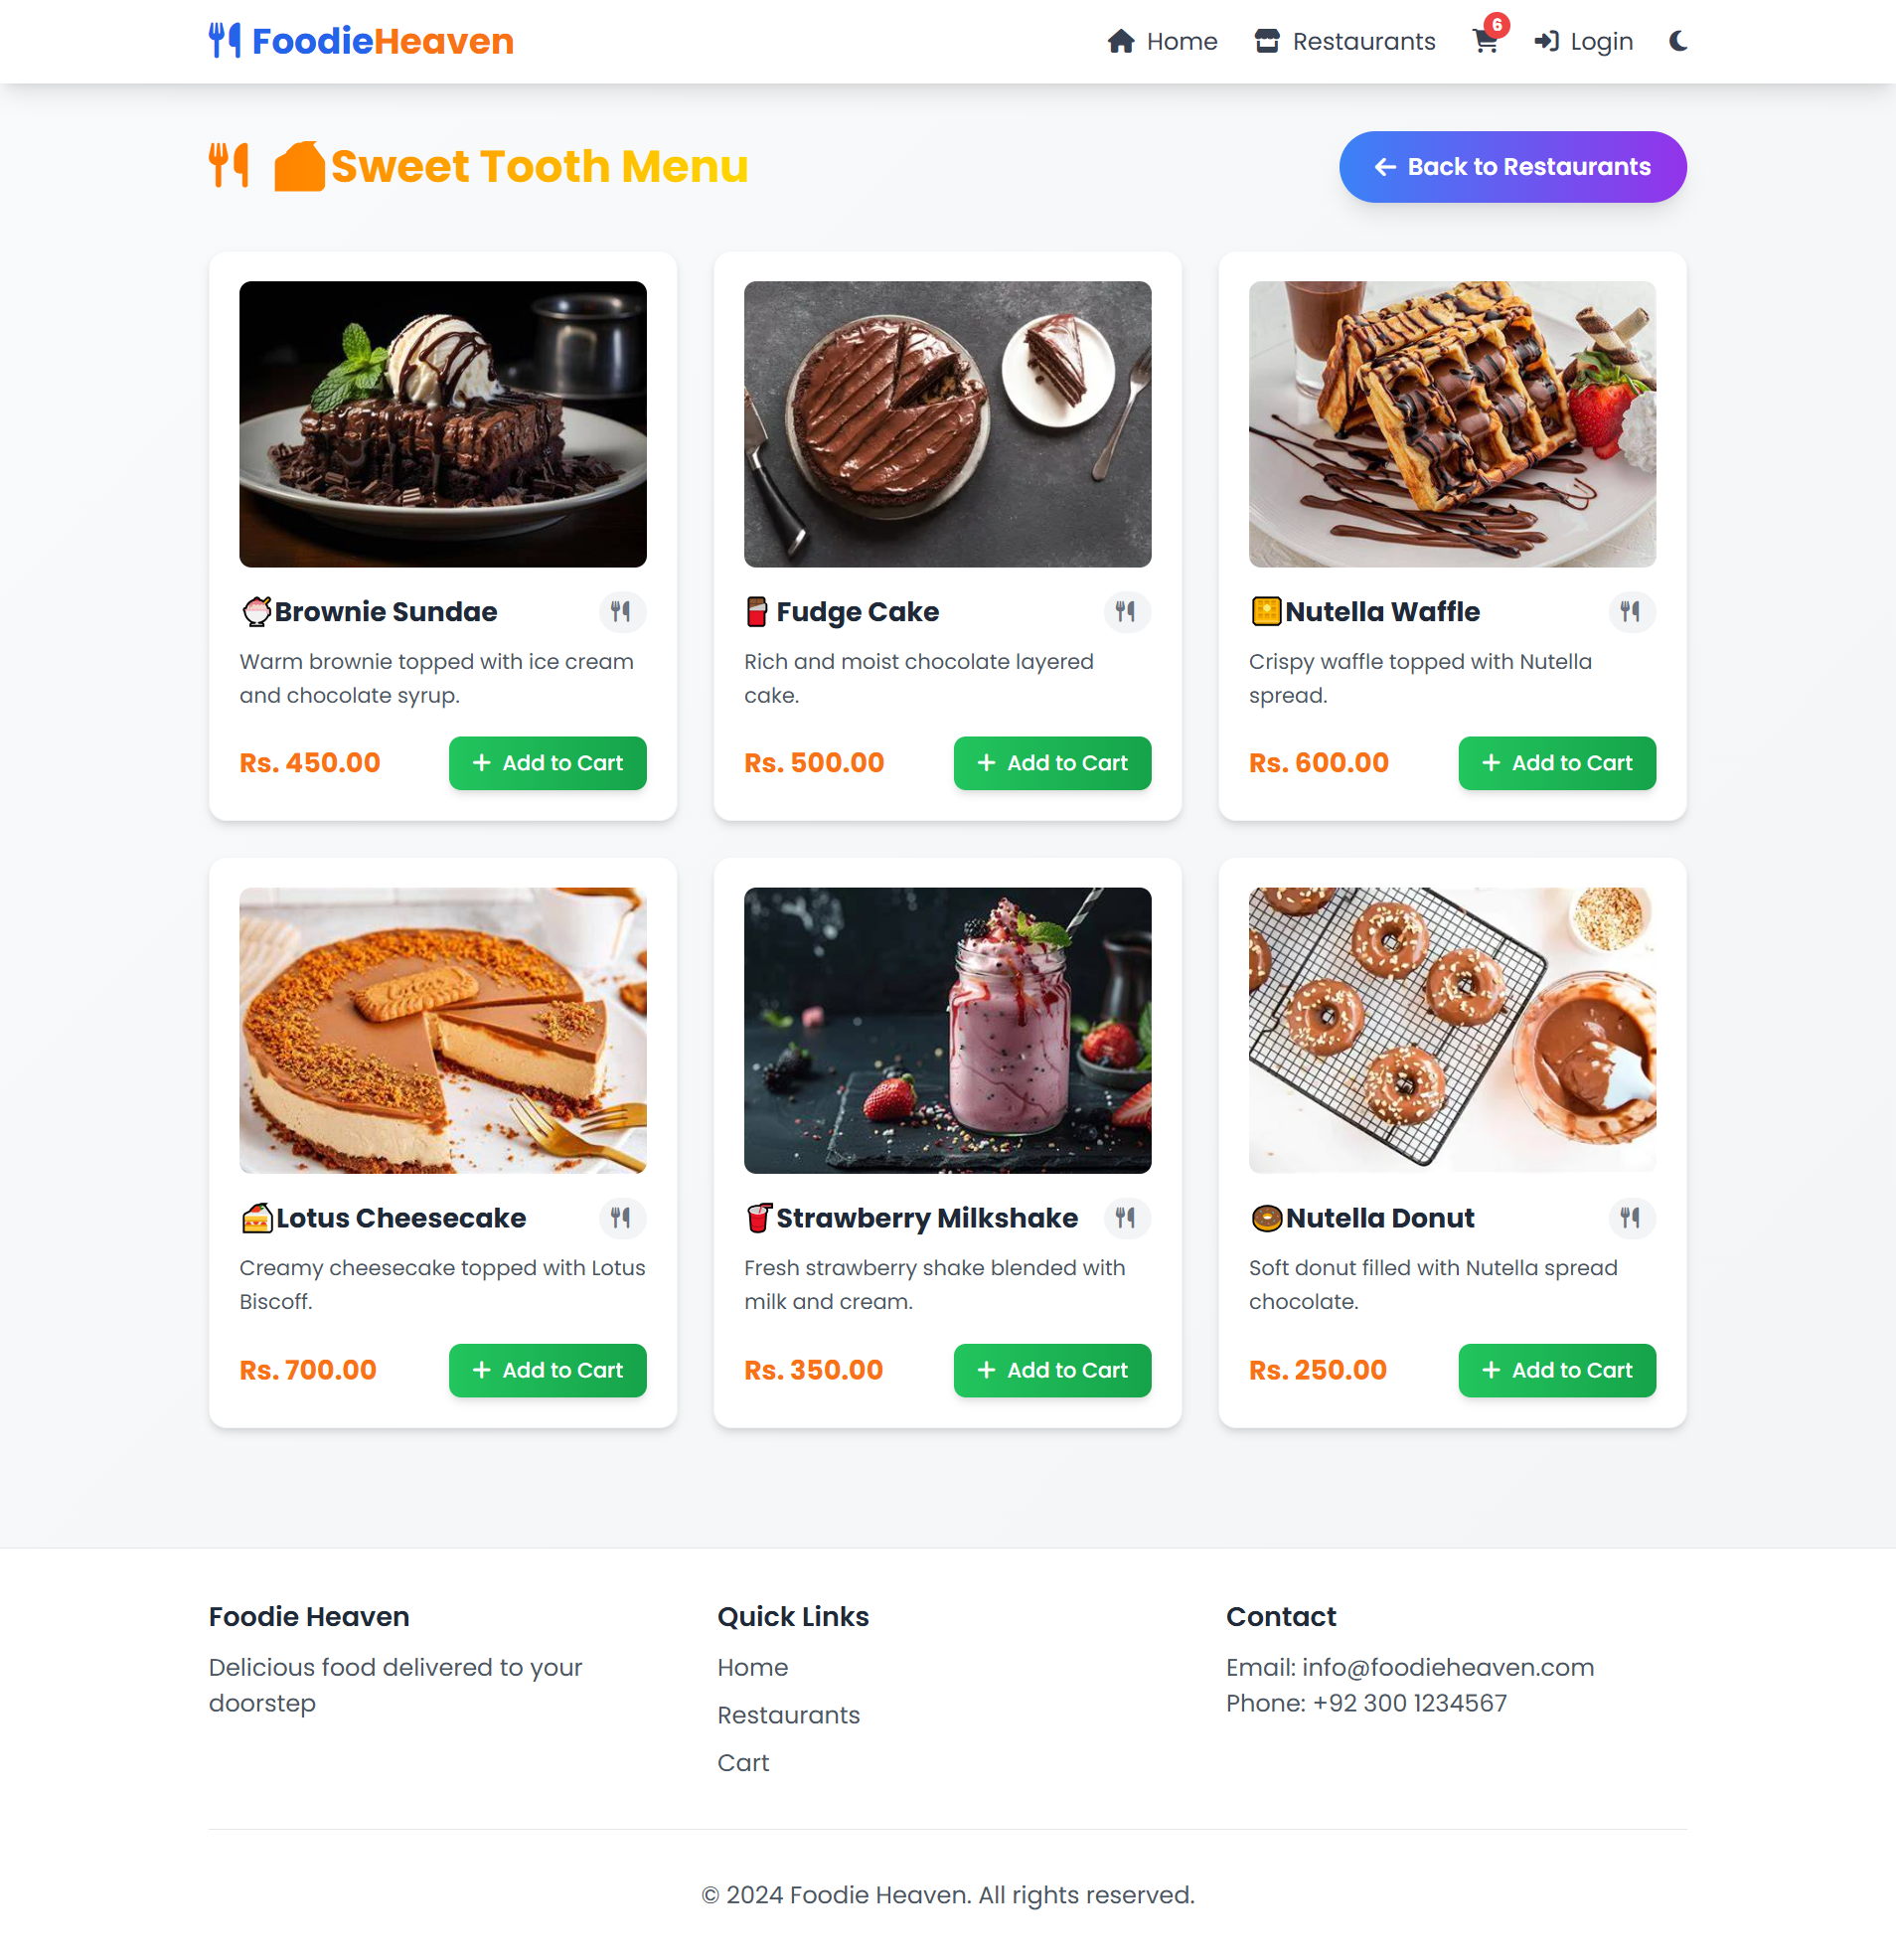 FoodieHeaven
Home
Restaurants
6
Login
Sweet Tooth Menu
Back to Restaurants
Brownie Sundae
Warm brownie topped with ice cream
and chocolate syrup.
Rs. 450.00
Add to Cart
Fudge Cake
Rich and moist chocolate layered
cake.
Rs. 500.00
Add to Cart
Nutella Waffle
Crispy waffle topped with Nutella
spread.
Rs. 600.00
Add to Cart
Lotus Cheesecake
Creamy cheesecake topped with Lotus
Biscoff.
Rs. 700.00
Add to Cart
Strawberry Milkshake
Fresh strawberry shake blended with
milk and cream.
Rs. 350.00
Add to Cart
Nutella Donut
Soft donut filled with Nutella spread
chocolate.
Rs. 250.00
Add to Cart
Foodie Heaven
Delicious food delivered to your
doorstep
Quick Links
Home
Restaurants
Cart
Contact
Email: info@foodieheaven.com
Phone: +92 300 1234567
© 2024 Foodie Heaven. All rights reserved.